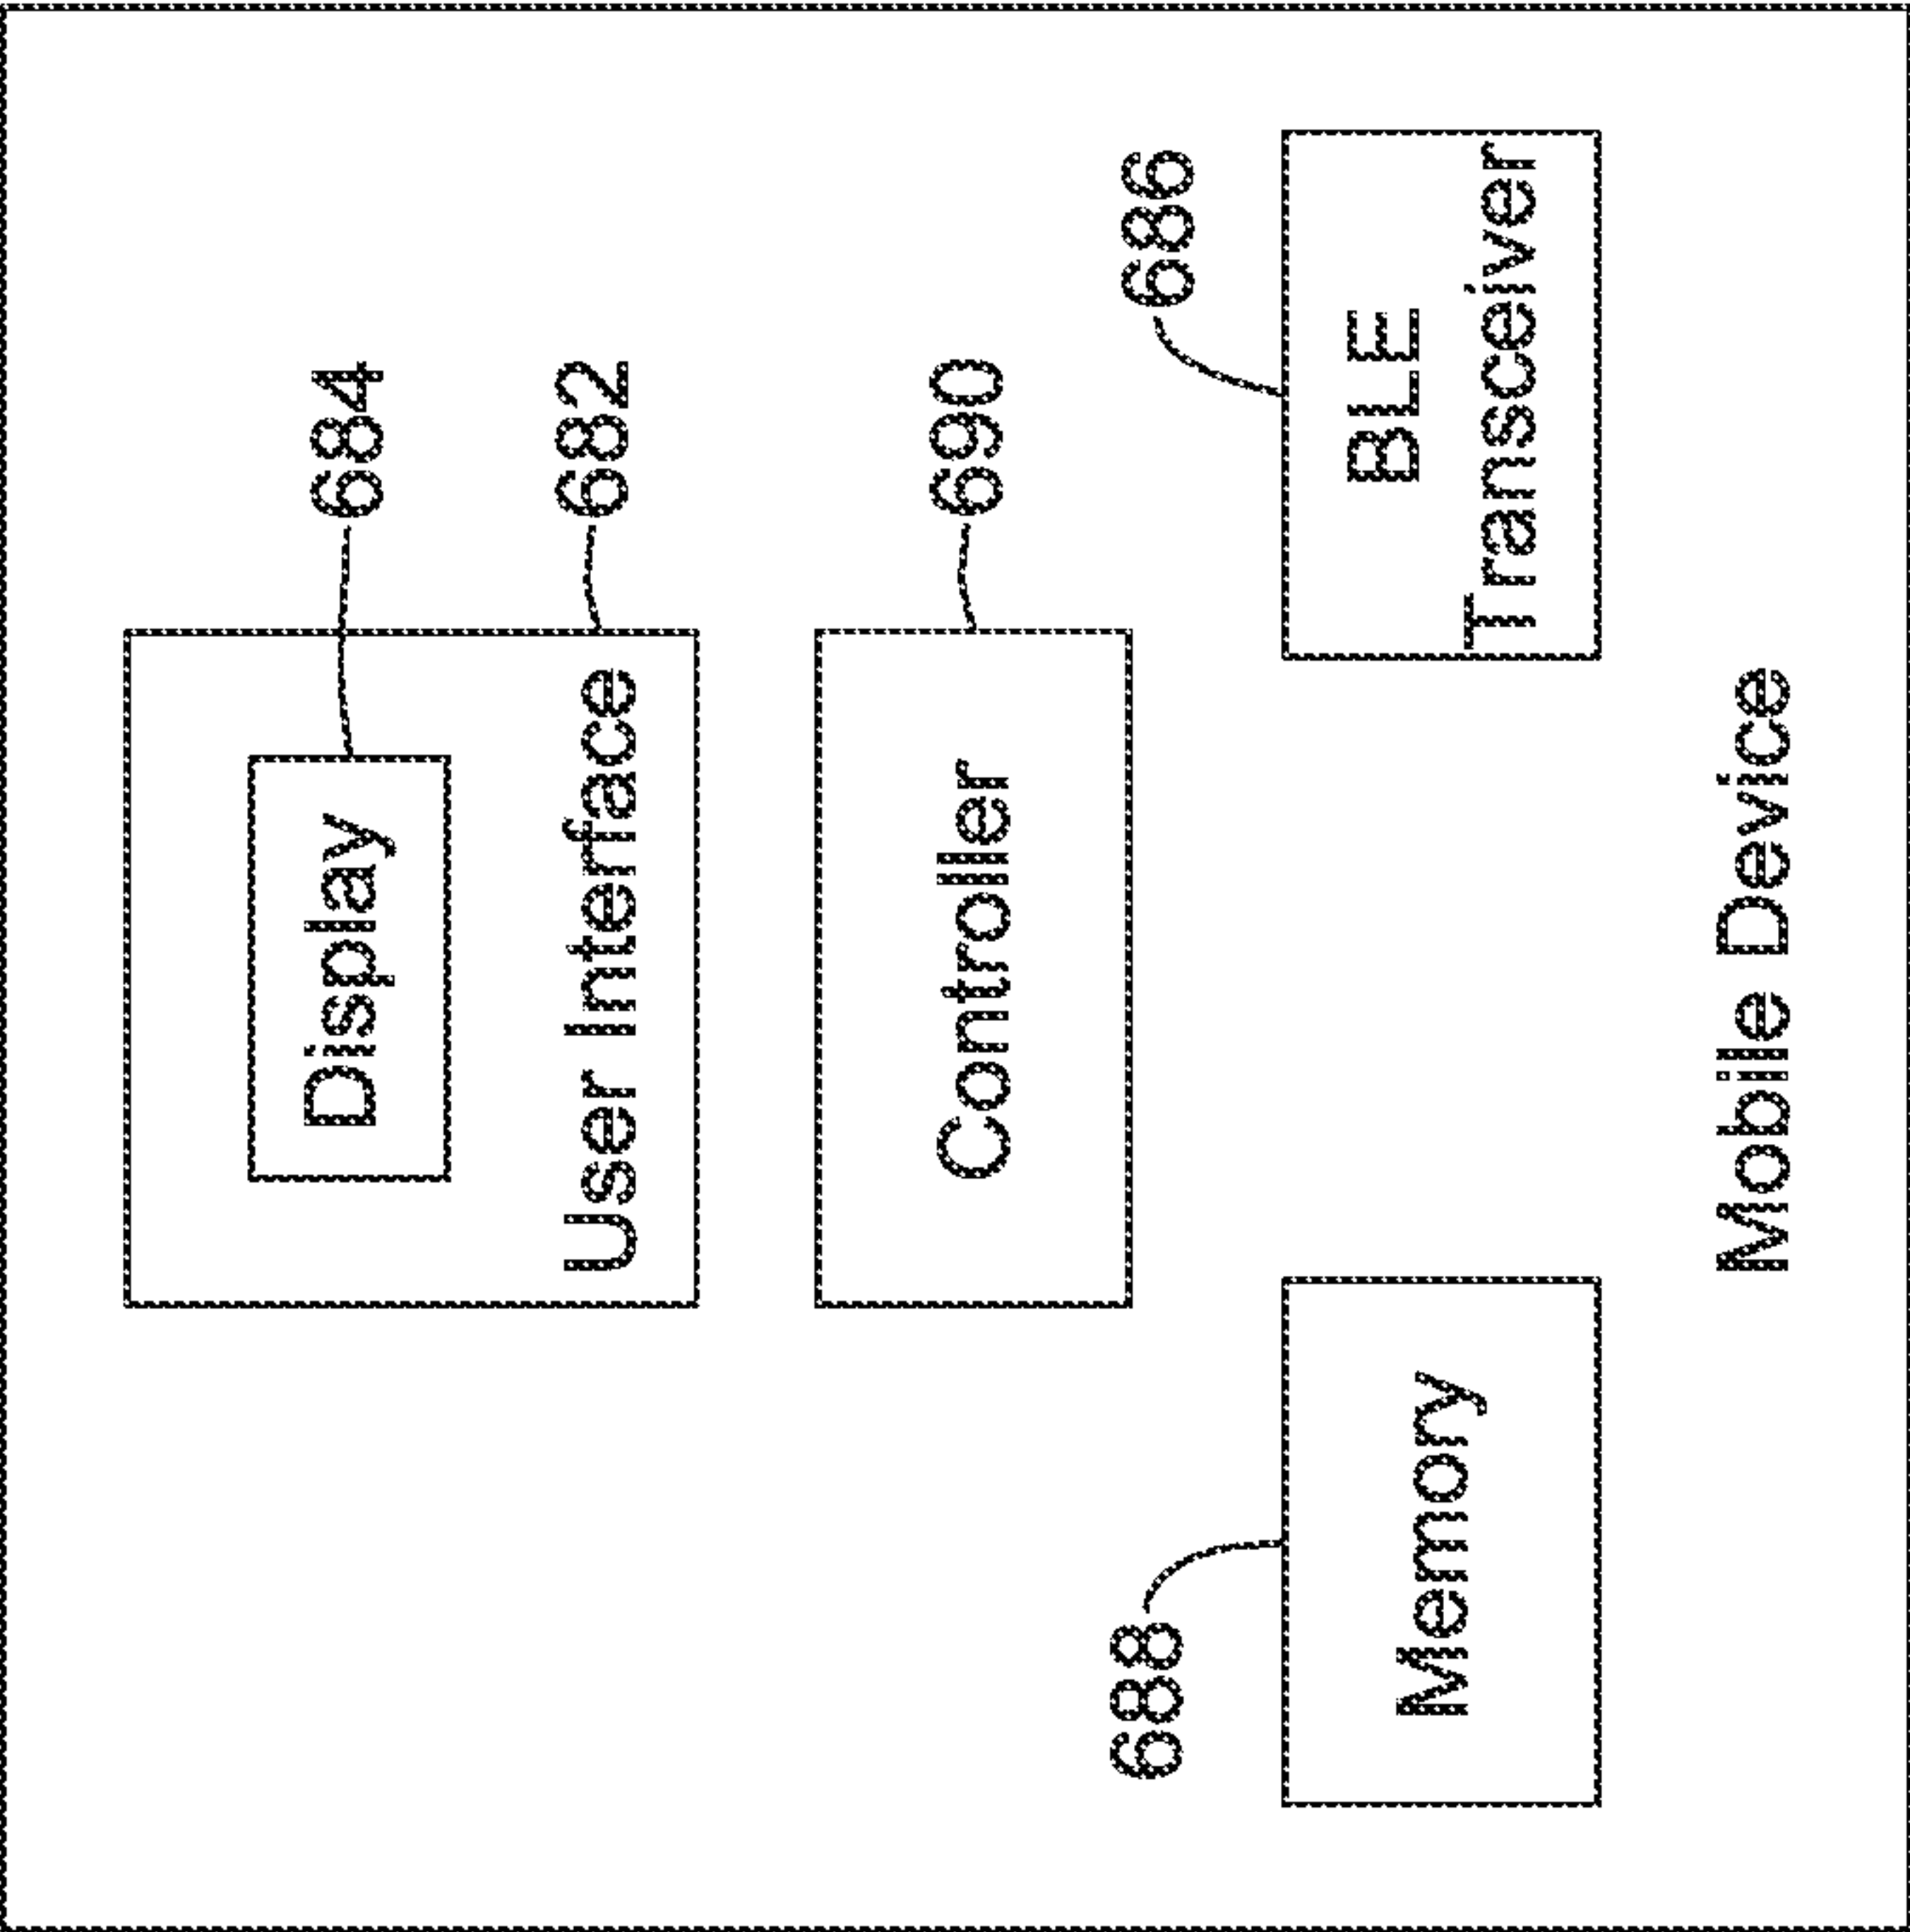 Display
684
User Interface
682
Controller
690
688
686
Memory
BLE
Transceiver
Mobile Device